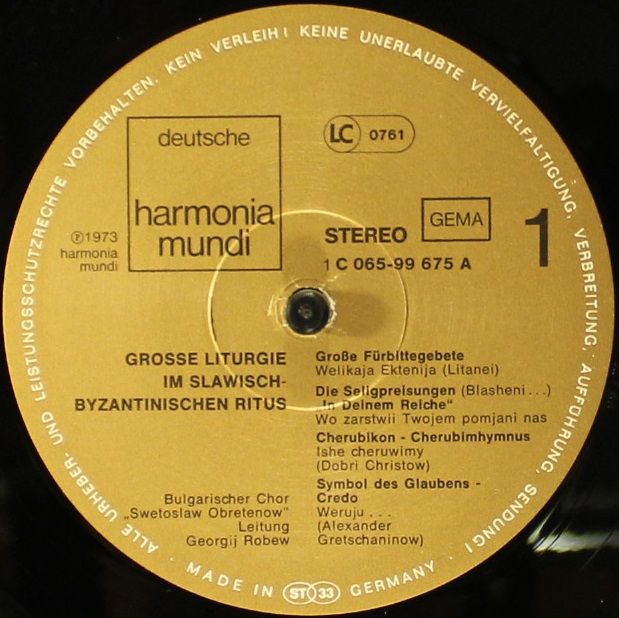 ALLE URHEBER- UND LEISTUNGSSCHUTZRECHTE VORBEHALTEN. KEIN VERLEIH! KEINE UNERLAUBTE VERVIELFÄLTIGUNG, VERBREITUNG, AUFFÜHRUNG, SENDUNG!
deutsche
harmonia
mundi
LC 0761
℗1973
harmonia
mundi
STEREO
GEMA
1
1 C 065-99 675 A
GROSSE LITURGIE
IM SLAWISCH-
BYZANTINISCHEN RITUS
Große Fürbittegebete
Welikaja Ektenija (Litanei)
Die Seligpreisungen (Blasheni...)
„In Deinem Reiche"
Wo zarstwii Twojem pomjani nas
Cherubikon - Cherubimhymnus
Ishe cheruwimy
(Dobri Christow)
Symbol des Glaubens -
Credo
Weruju...
(Alexander
Gretschaninow)
Bulgarischer Chor
„Swetoslaw Obretenow"
Leitung
Georgij Robew
· MADE IN ST 33 GERMANY ·